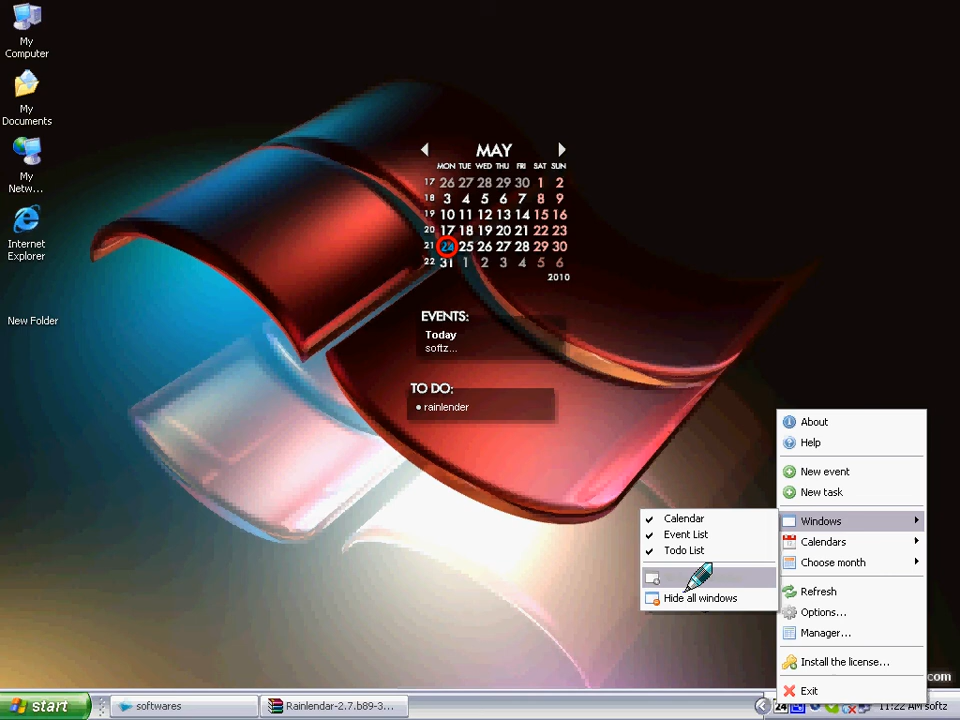 My
Computer
My
Documents
My
Netw...
Internet
Explorer
New Folder
MAY
MON TUE WED THU FRI SAT SUN
17 26 27 28 29 30 1 2
18 3 4 5 6 7 8 9
19 10 11 12 13 14 15 16
20 17 18 19 20 21 22 23
21 24 25 26 27 28 29 30
22 31 1 2 3 4 5 6
2010
EVENTS:
Today
softz...
TO DO:
• rainlender
About
Help
New event
New task
Windows
Calendars
Choose month
Refresh
Options...
Manager...
Install the license...
Exit
Calendar
Event List
Todo List
Hide all windows
com
start
softwares
Rainlendar-2.7.b89-3...
24
11:22 AM softz